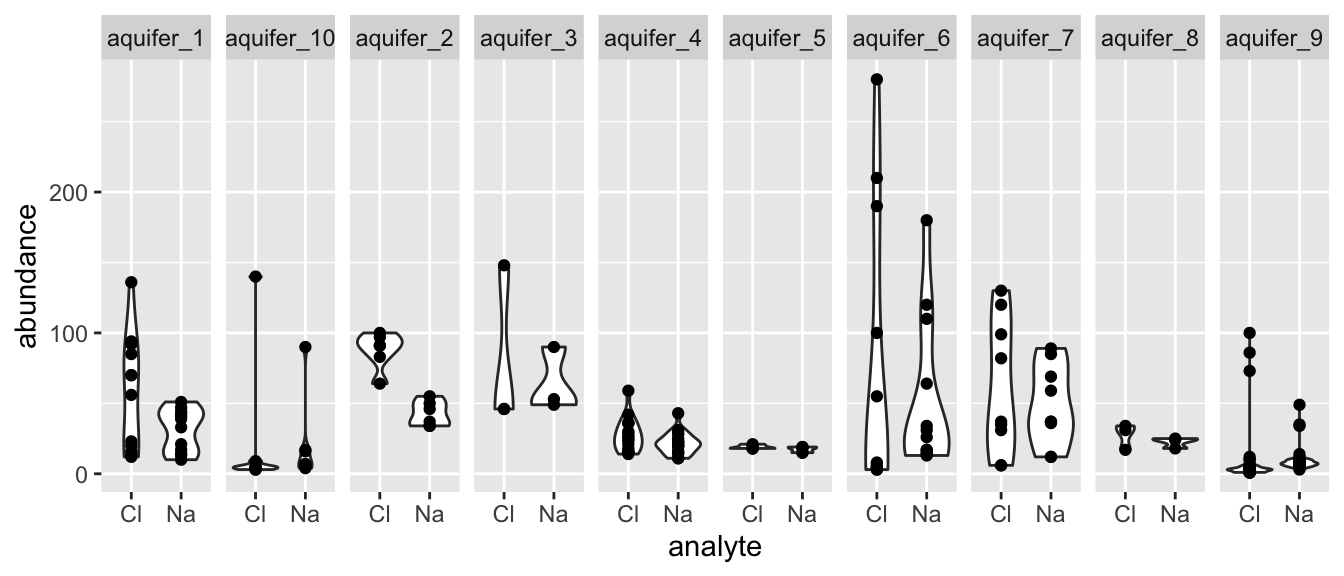 aquifer_1 aquifer_10 aquifer_2 aquifer_3 aquifer_4 aquifer_5 aquifer_6 aquifer_7 aquifer_8 aquifer_9
abundance
200
100
0
Cl Na Cl Na Cl Na Cl Na Cl Na Cl Na Cl Na Cl Na Cl Na Cl Na
analyte